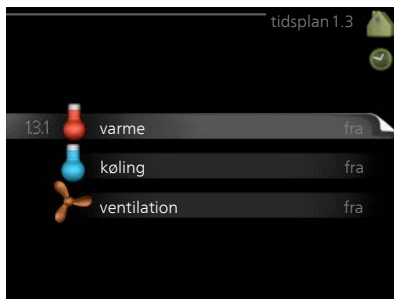 tidsplan 1.3
1.3.1 varme fra
køling fra
ventilation fra